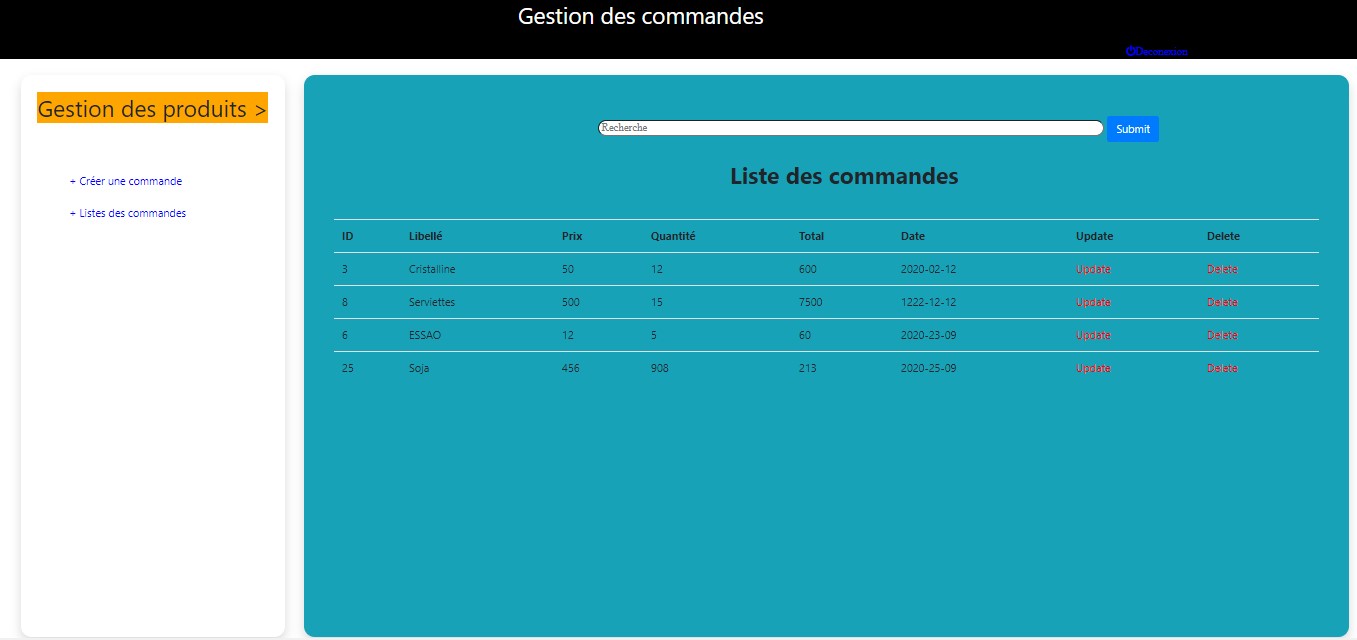 Gestion des commandes
Deconexion
Gestion des produits >
+ Créer une commande
+ Listes des commandes
Recherche Submit
Liste des commandes
ID Libellé Prix Quantité Total Date Update Delete
3 Cristalline 50 12 600 2020-02-12 Update Delete
8 Serviettes 500 15 7500 1222-12-12 Update Delete
6 ESSAO 12 5 60 2020-23-09 Update Delete
25 Soja 456 908 213 2020-25-09 Update Delete